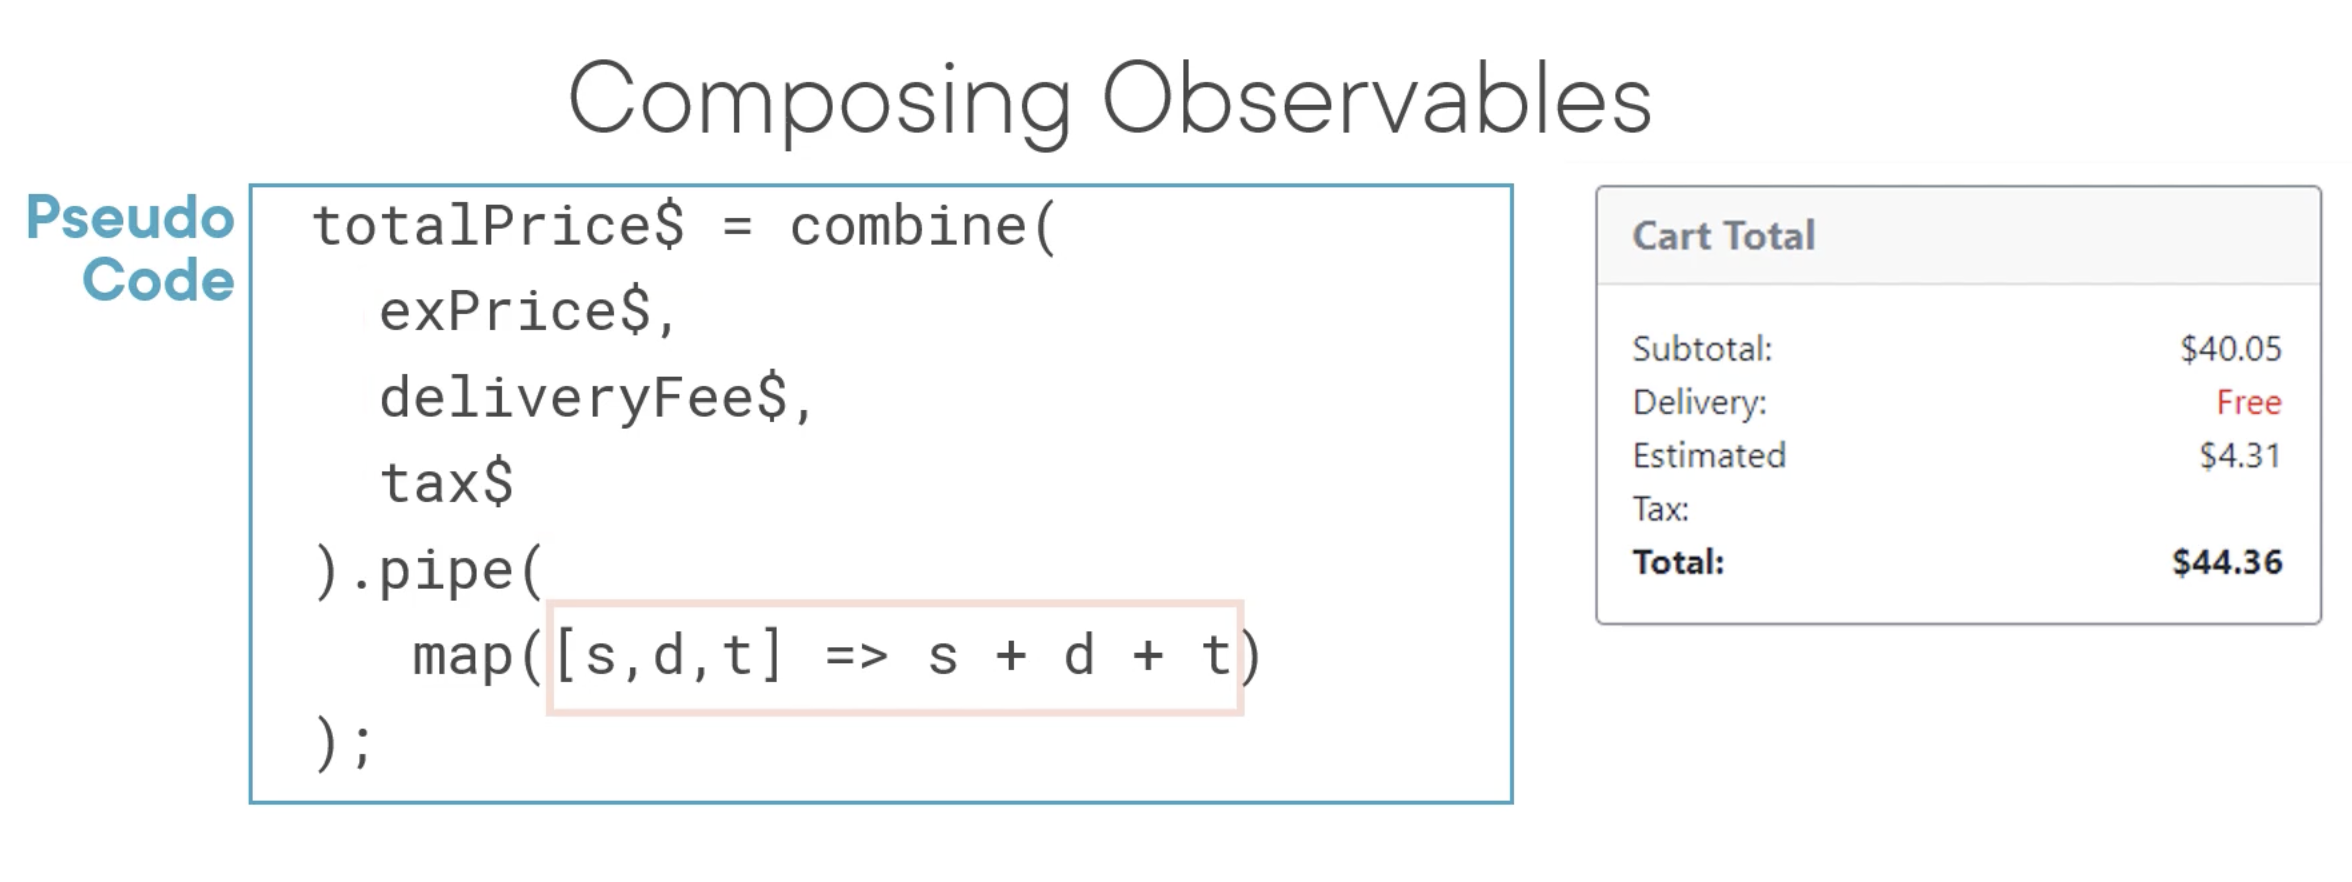 Composing Observables
Pseudo
Code
totalPrice$ = combine(
exPrice$,
deliveryFee$,
tax$
).pipe(
map([s,d,t] => s + d + t)
);
Cart Total
Subtotal: $40.05
Delivery: Free
Estimated $4.31
Tax:
Total: $44.36